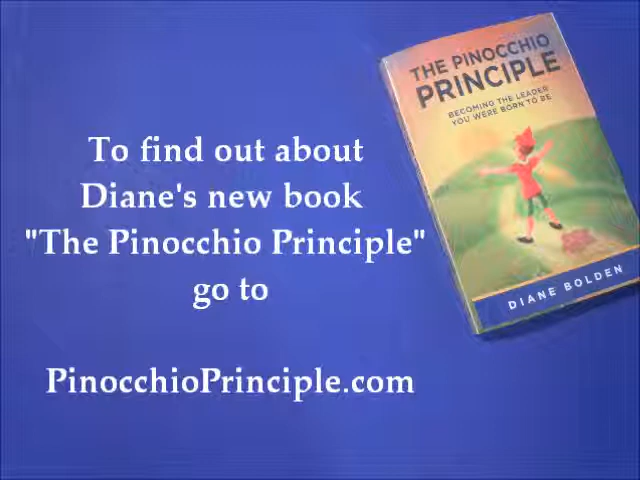 To find out about
Diane's new book
"The Pinocchio Principle"
go to
PinocchioPrinciple.com
THE PINOCCHIO
PRINCIPLE
BECOMING THE LEADER
YOU WERE BORN TO BE
DIANE BOLDEN